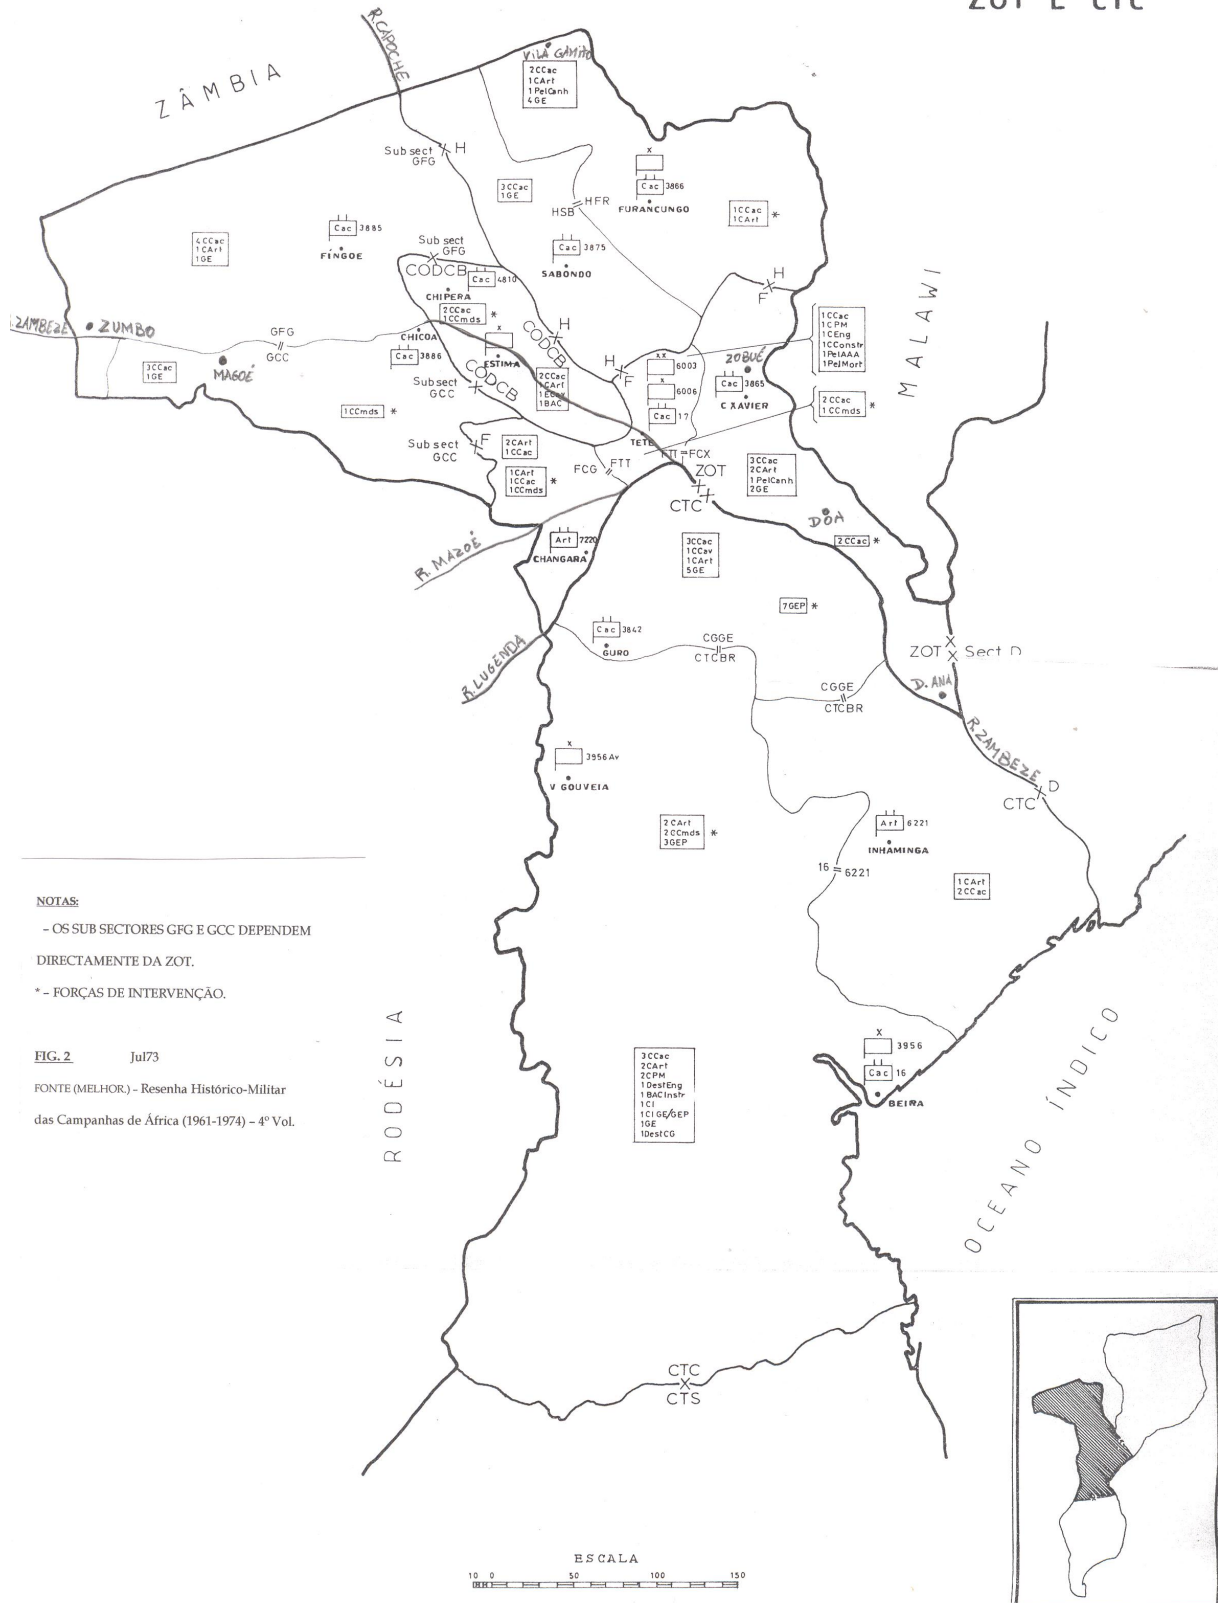 ZOT E CTC
R. CAPOCHE
ZÂMBIA
VILA GAMITO
2CCac
1CArt
1PelCanh
4GE
Sub sect
GFG
H
x
Cac 3866
FURANCUNGO
3CCac
1GE
HFR
HSB
1CCac
1CArt *
Cac 3885
FÍNGOE
4CCac
1CArt
1GE
Sub sect
GFG
CODCB
Cac 4810
CHIPERA
2CCac
1CCmds *
Cac 3875
SABONDO
H
F
MALAWI
R.ZAMBEZE
ZUMBO
GFG
GCC
CHICOA
Cac 3886
x
ESTIMA
CODCB
H
CODCB
Sub sect
GCC
2CCac
1CArt
1BAC
H
F
xx
6003
x
6006
Cac 17
TETE
ZOBUÉ
Cac 3865
C XAVIER
1CCac
1CPM
1CEng
1CConstr
1PelAAA
1PelMort
2CCac
1CCmds *
3CCac
1GE
MAGOÉ
1CCmds *
Sub sect
GCC
F
2CArt
1CCac
1CArt
1CCac
1CCmds *
FCG
FTT
FTT
FCX
ZOT
CTC
3CCac
2CArt
1PelCanh
2GE
DÔA
2CCac *
R. MAZOÉ
Art 7220
CHANGARA
3CCac
1CCav
1CArt
5GE
7GEP *
Cac 3842
GURO
CGGE
CTCBR
R. LUGENDA
ZOT
Sect D
CGGE
CTCBR
D. ANA
R. ZAMBEZE
D
CTC
x
3956 Av
V GOUVEIA
2CArt
2CCmds
3GEP *
Art 6221
INHAMINGA
16
6221
1CArt
2CCac
NOTAS:
– OS SUB SECTORES GFG E GCC DEPENDEM
DIRECTAMENTE DA ZOT.
* – FORÇAS DE INTERVENÇÃO.
FIG. 2 Jul73
FONTE (MELHOR.) – Resenha Histórico-Militar
das Campanhas de África (1961-1974) – 4º Vol.
RODÉSIA
3CCac
2CArt
2CPM
1DestEng
1BACInstr
1CI
1CIGE/GEP
1GE
1DestCG
X
3956
Cac 16
BEIRA
OCEANO ÍNDICO
CTC
CTS
ESCALA
10 0 50 100 150